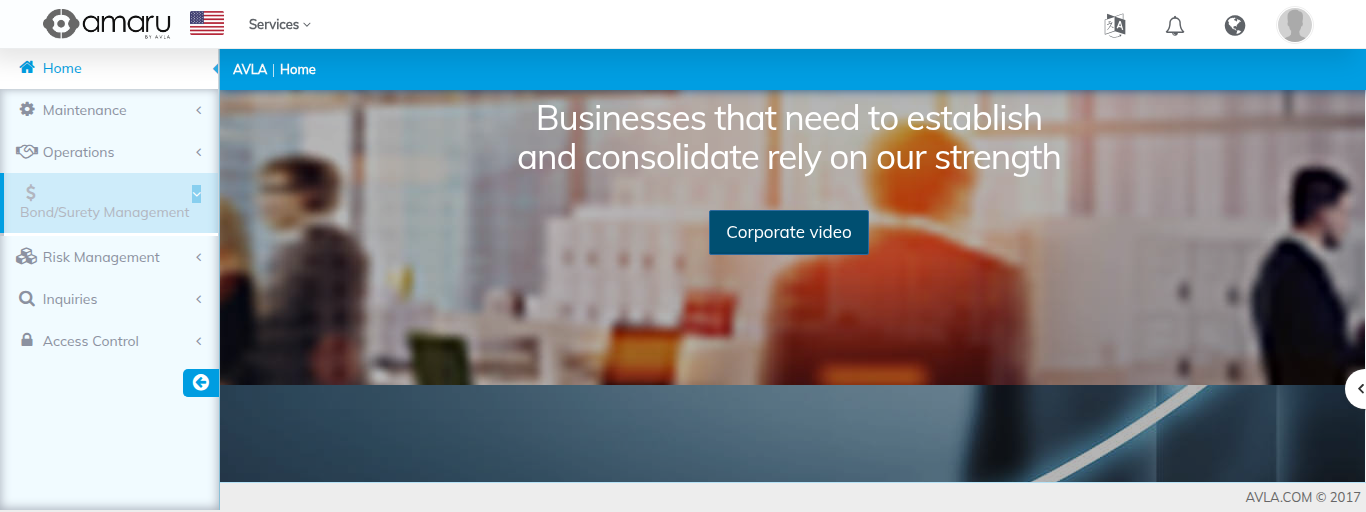 amaru
BY AVLA
Services
Home
AVLA | Home
Maintenance
Operations
$
Bond/Surety Management
Risk Management
Inquiries
Access Control
Businesses that need to establish
and consolidate rely on our strength
Corporate video
AVLA.COM © 2017